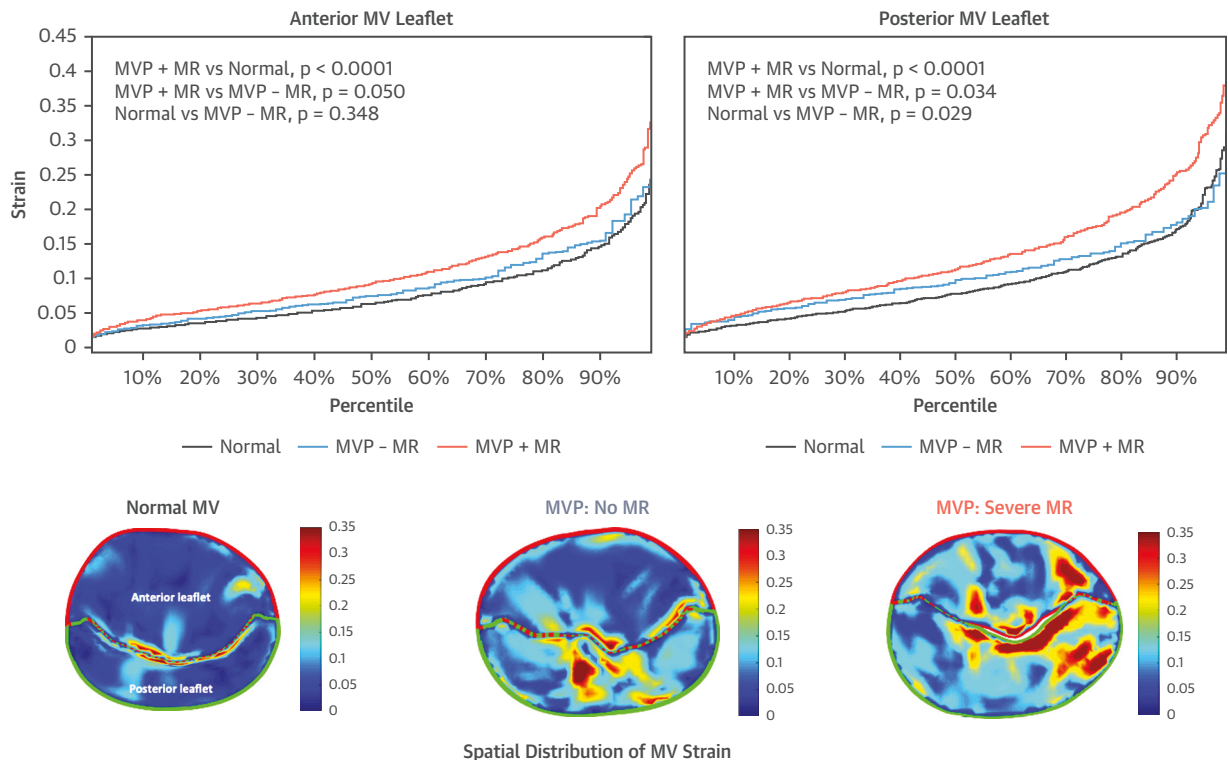 Anterior MV Leaflet
0.45
0.4
0.35
0.3
0.25
0.2
0.15
0.1
0.05
0
Strain
MVP + MR vs Normal, p < 0.0001
MVP + MR vs MVP – MR, p = 0.050
Normal vs MVP – MR, p = 0.348
10% 20% 30% 40% 50% 60% 70% 80% 90%
Percentile
Normal MVP – MR MVP + MR
Posterior MV Leaflet
MVP + MR vs Normal, p < 0.0001
MVP + MR vs MVP – MR, p = 0.034
Normal vs MVP – MR, p = 0.029
10% 20% 30% 40% 50% 60% 70% 80% 90%
Percentile
Normal MVP – MR MVP + MR
Normal MV
Anterior leaflet
Posterior leaflet
0.35
0.3
0.25
0.2
0.15
0.1
0.05
0
MVP: No MR
0.35
0.3
0.25
0.2
0.15
0.1
0.05
0
MVP: Severe MR
0.35
0.3
0.25
0.2
0.15
0.1
0.05
0
Spatial Distribution of MV Strain